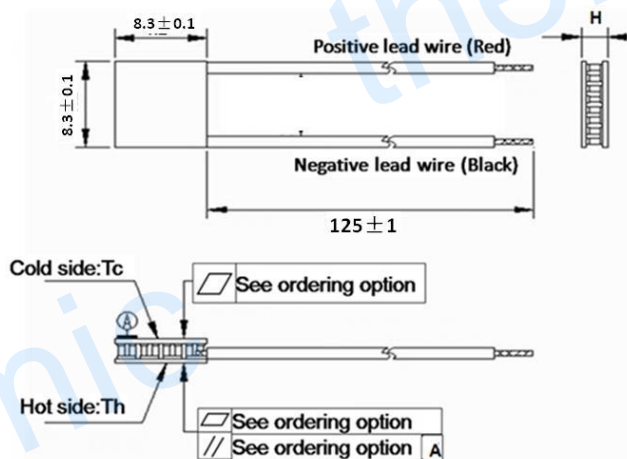 8.3±0.1
H
Positive lead wire (Red)
8.3±0.1
Negative lead wire (Black)
125±1
Cold side:Tc
See ordering option
A
Hot side:Th
See ordering option
// See ordering option A